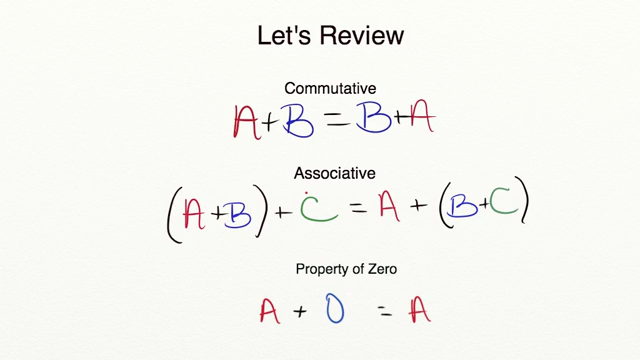 Let's Review
Commutative
A+B=B+A
Associative
(A+B)+C=A+(B+C)
Property of Zero
A + 0 = A